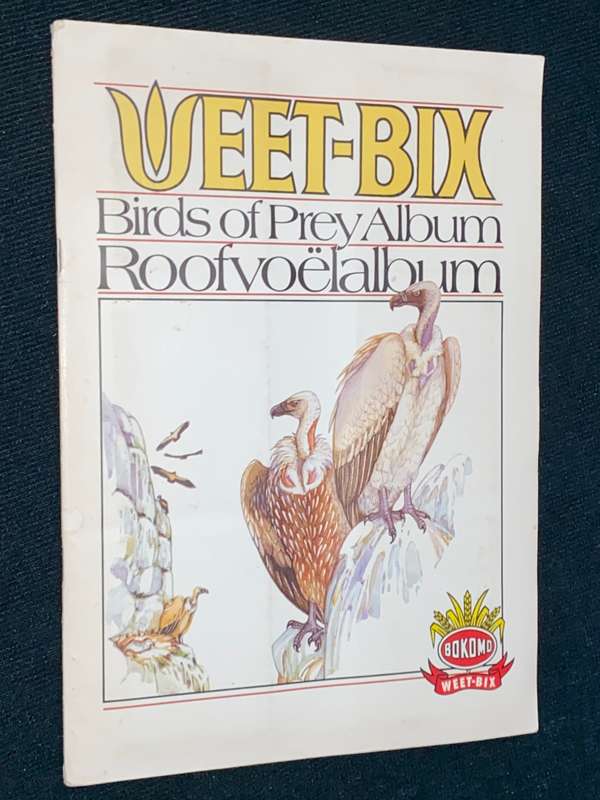 WEET-BIX
Birds of Prey Album
Roofvoëlalbum
BOKOMO
WEET-BIX